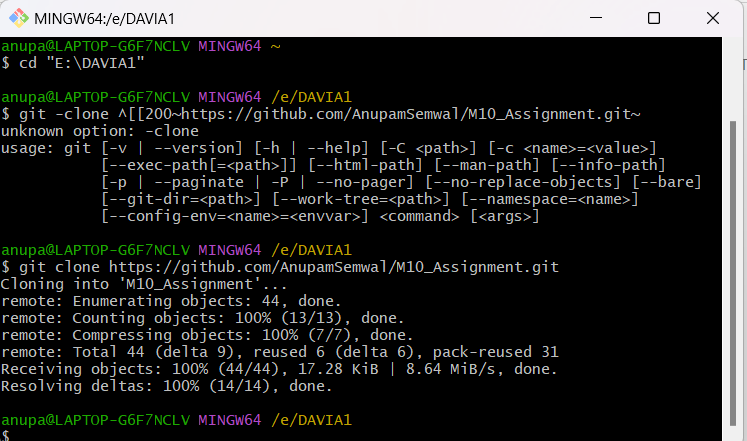 MINGW64:/e/DAVIA1
anupa@LAPTOP-G6F7NCLV MINGW64 ~
$ cd "E:\DAVIA1"
anupa@LAPTOP-G6F7NCLV MINGW64 /e/DAVIA1
$ git -clone ^[[200~https://github.com/AnupamSemwal/M10_Assignment.git~
unknown option: -clone
usage: git [-v | --version] [-h | --help] [-C <path>] [-c <name>=<value>]
[--exec-path[=<path>]] [--html-path] [--man-path] [--info-path]
[-p | --paginate | -P | --no-pager] [--no-replace-objects] [--bare]
[--git-dir=<path>] [--work-tree=<path>] [--namespace=<name>]
[--config-env=<name>=<envvar>] <command> [<args>]
anupa@LAPTOP-G6F7NCLV MINGW64 /e/DAVIA1
$ git clone https://github.com/AnupamSemwal/M10_Assignment.git
Cloning into 'M10_Assignment'...
remote: Enumerating objects: 44, done.
remote: Counting objects: 100% (13/13), done.
remote: Compressing objects: 100% (7/7), done.
remote: Total 44 (delta 9), reused 6 (delta 6), pack-reused 31
Receiving objects: 100% (44/44), 17.28 KiB | 8.64 MiB/s, done.
Resolving deltas: 100% (14/14), done.
anupa@LAPTOP-G6F7NCLV MINGW64 /e/DAVIA1
$